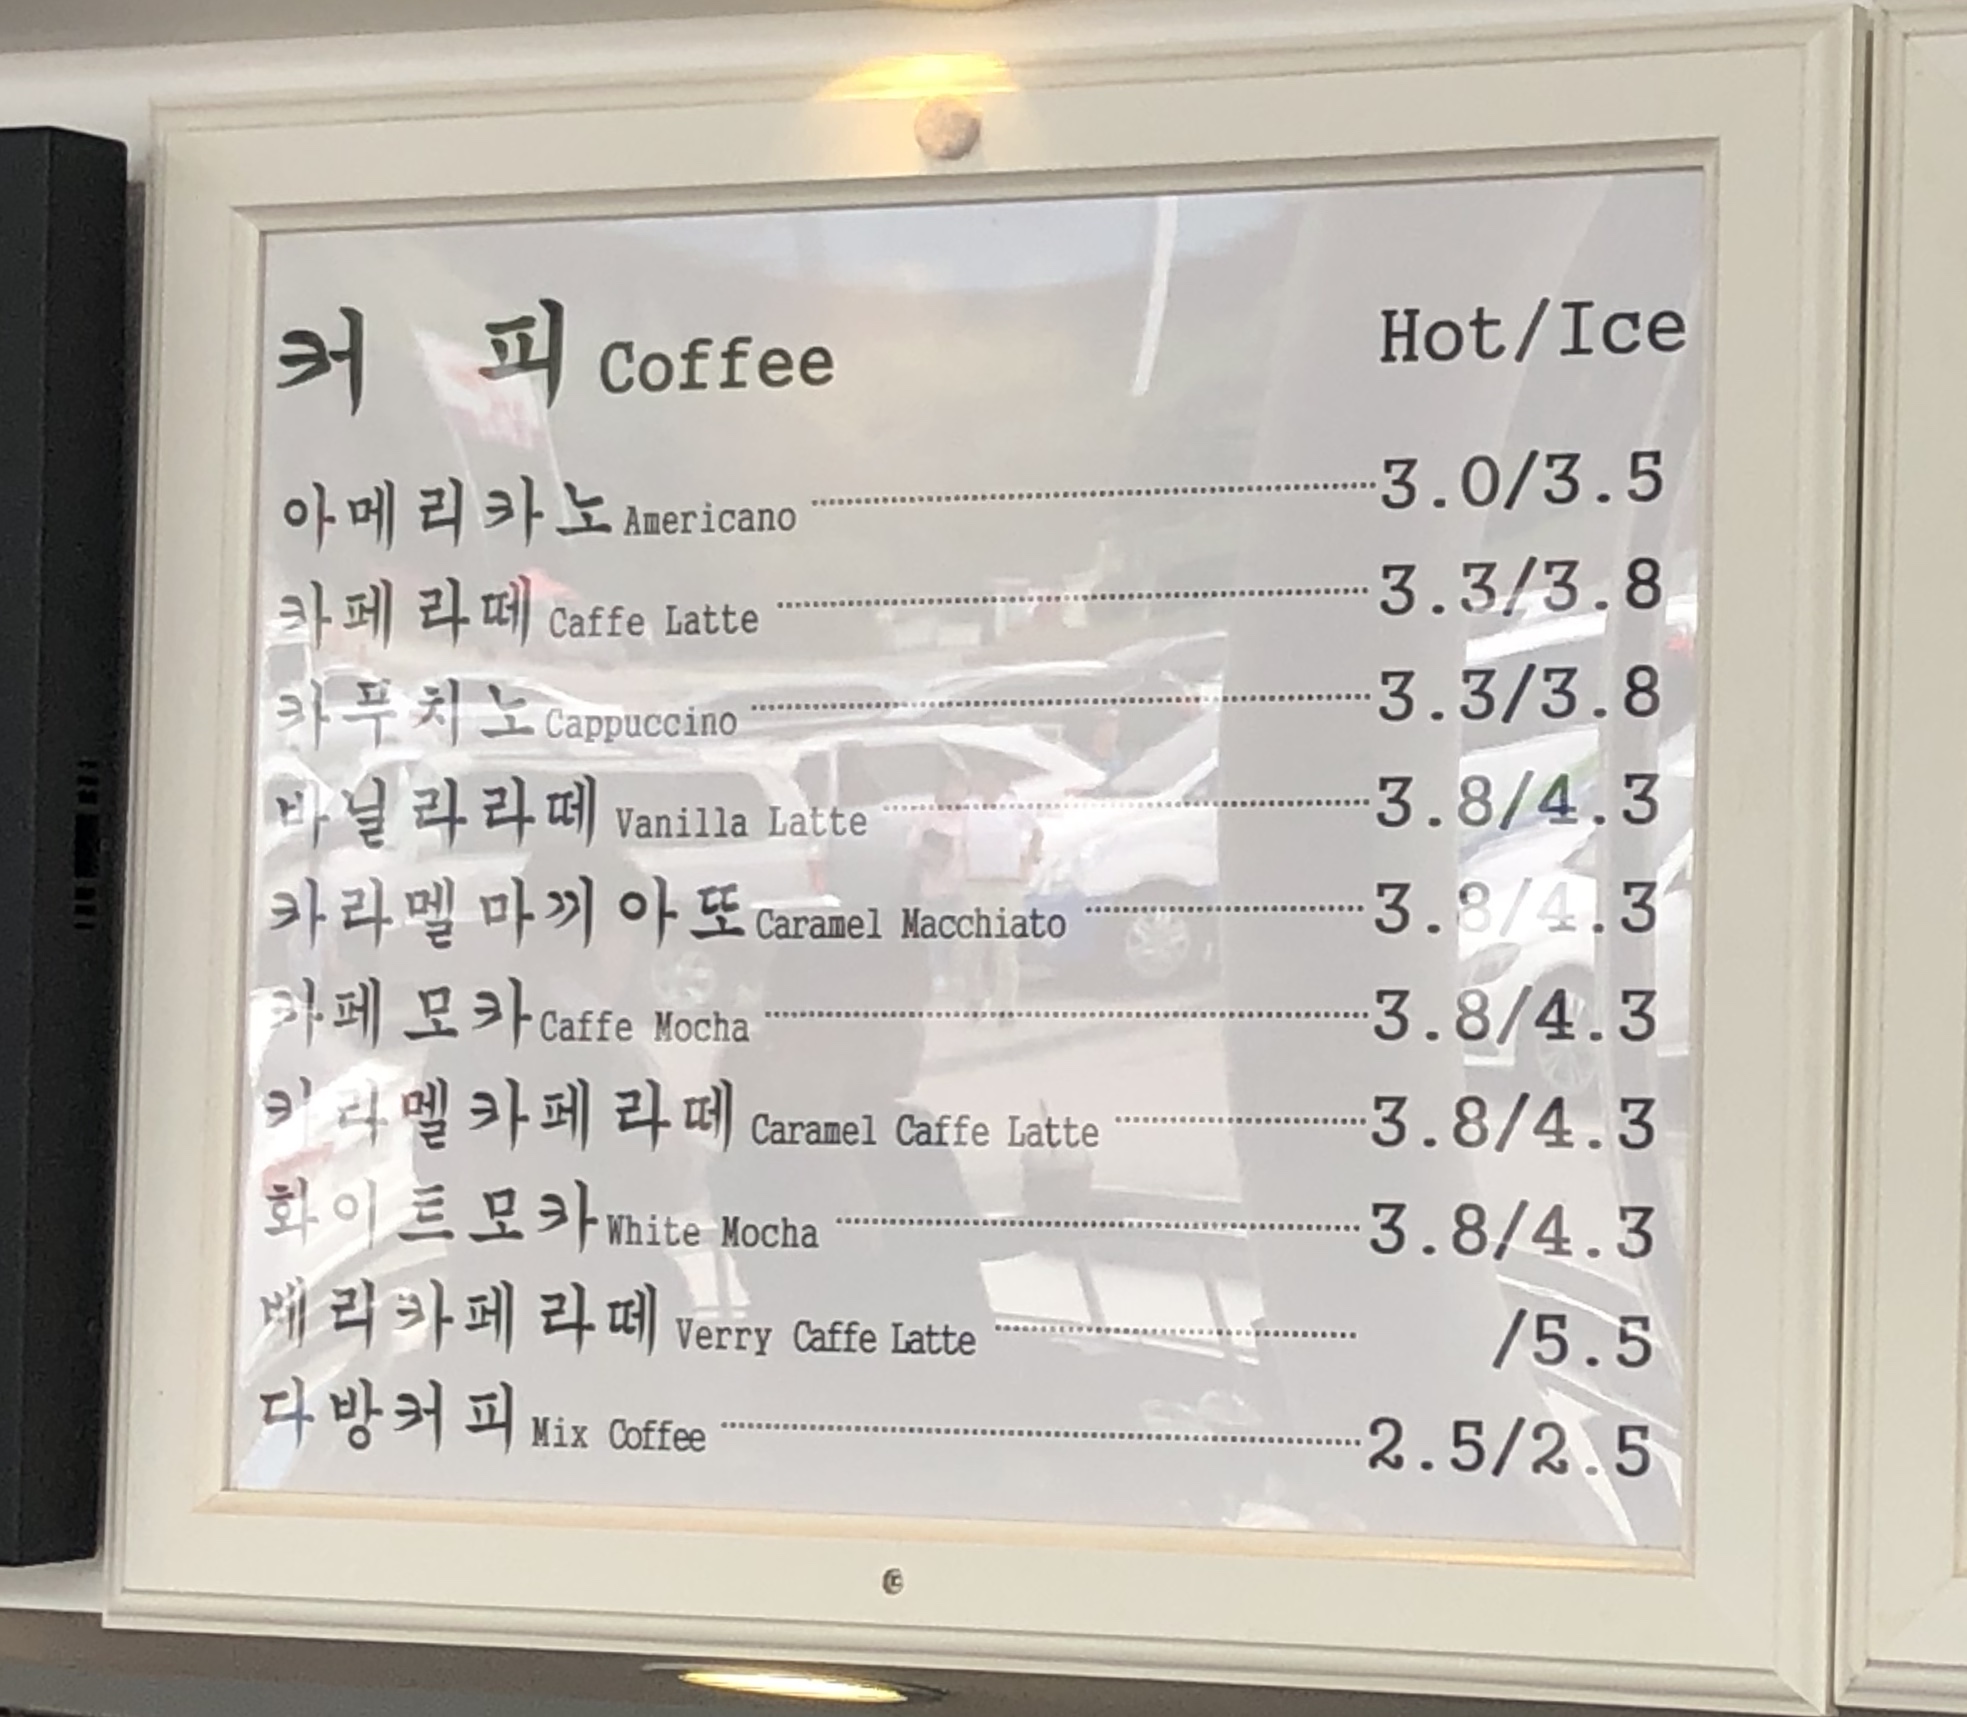 커 피 Coffee Hot/Ice
아메리카노 Americano 3.0/3.5
카페라떼 Caffe Latte 3.3/3.8
카푸치노 Cappuccino 3.3/3.8
바닐라라떼 Vanilla Latte 3.8/4.3
카라멜마끼아또 Caramel Macchiato 3.8/4.3
카페모카 Caffe Mocha 3.8/4.3
카라멜카페라떼 Caramel Caffe Latte 3.8/4.3
화이트모카 White Mocha 3.8/4.3
베리카페라떼 Verry Caffe Latte /5.5
다방커피 Mix Coffee 2.5/2.5